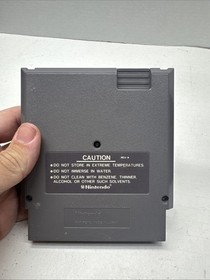 CAUTION
•DO NOT STORE IN EXTREME TEMPERATURES.
•DO NOT IMMERSE IN WATER.
•DO NOT CLEAN WITH BENZENE, THINNER,
ALCOHOL OR OTHER SUCH SOLVENTS.
Nintendo